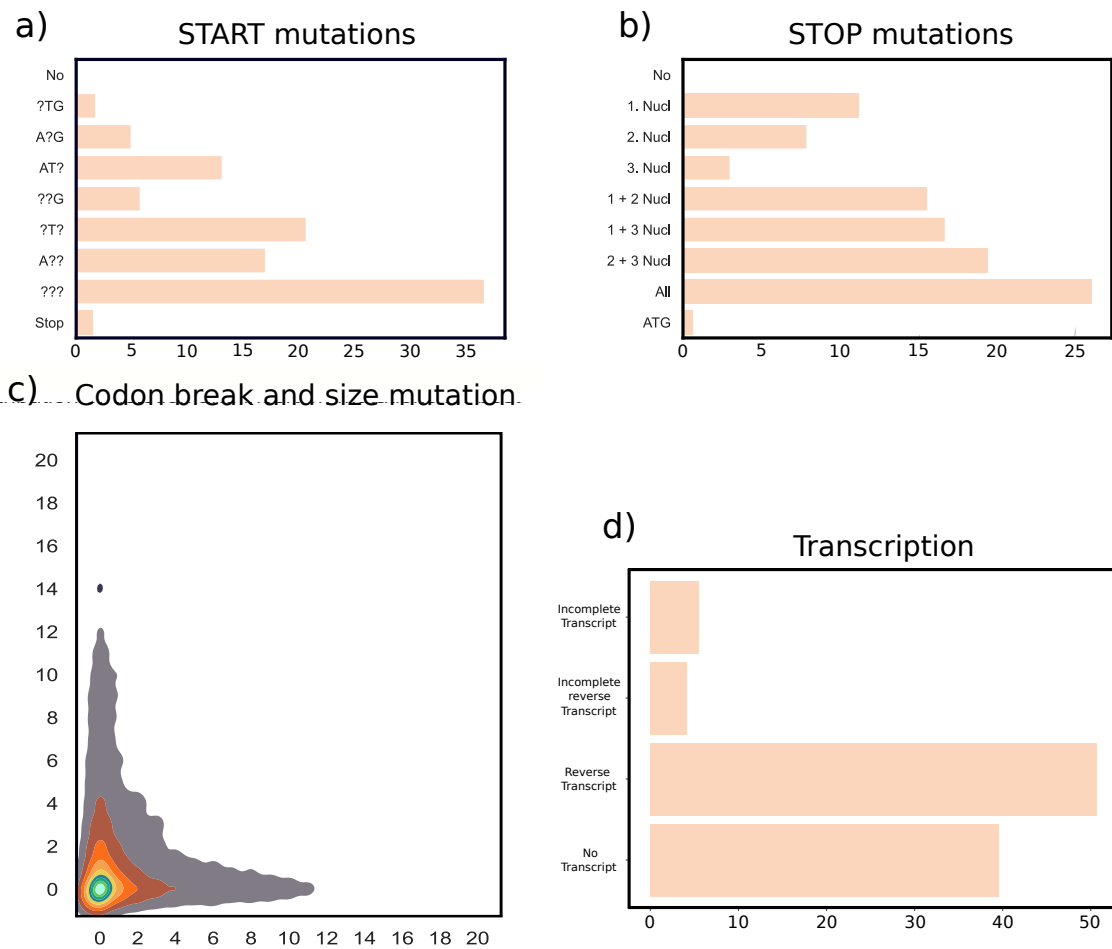 a)
START mutations
No
?TG
A?G
AT?
??G
?T?
A??
???
Stop
0 5 10 15 20 25 30 35
b)
STOP mutations
No
1. Nucl
2. Nucl
3. Nucl
1 + 2 Nucl
1 + 3 Nucl
2 + 3 Nucl
All
ATG
0 5 10 15 20 25
c)
Codon break and size mutation
20
18
16
14
12
10
8
6
4
2
0
0 2 4 6 8 10 12 14 16 18 20
d)
Transcription
Incomplete
Transcript
Incomplete
reverse
Transcript
Reverse
Transcript
No
Transcript
0 10 20 30 40 50